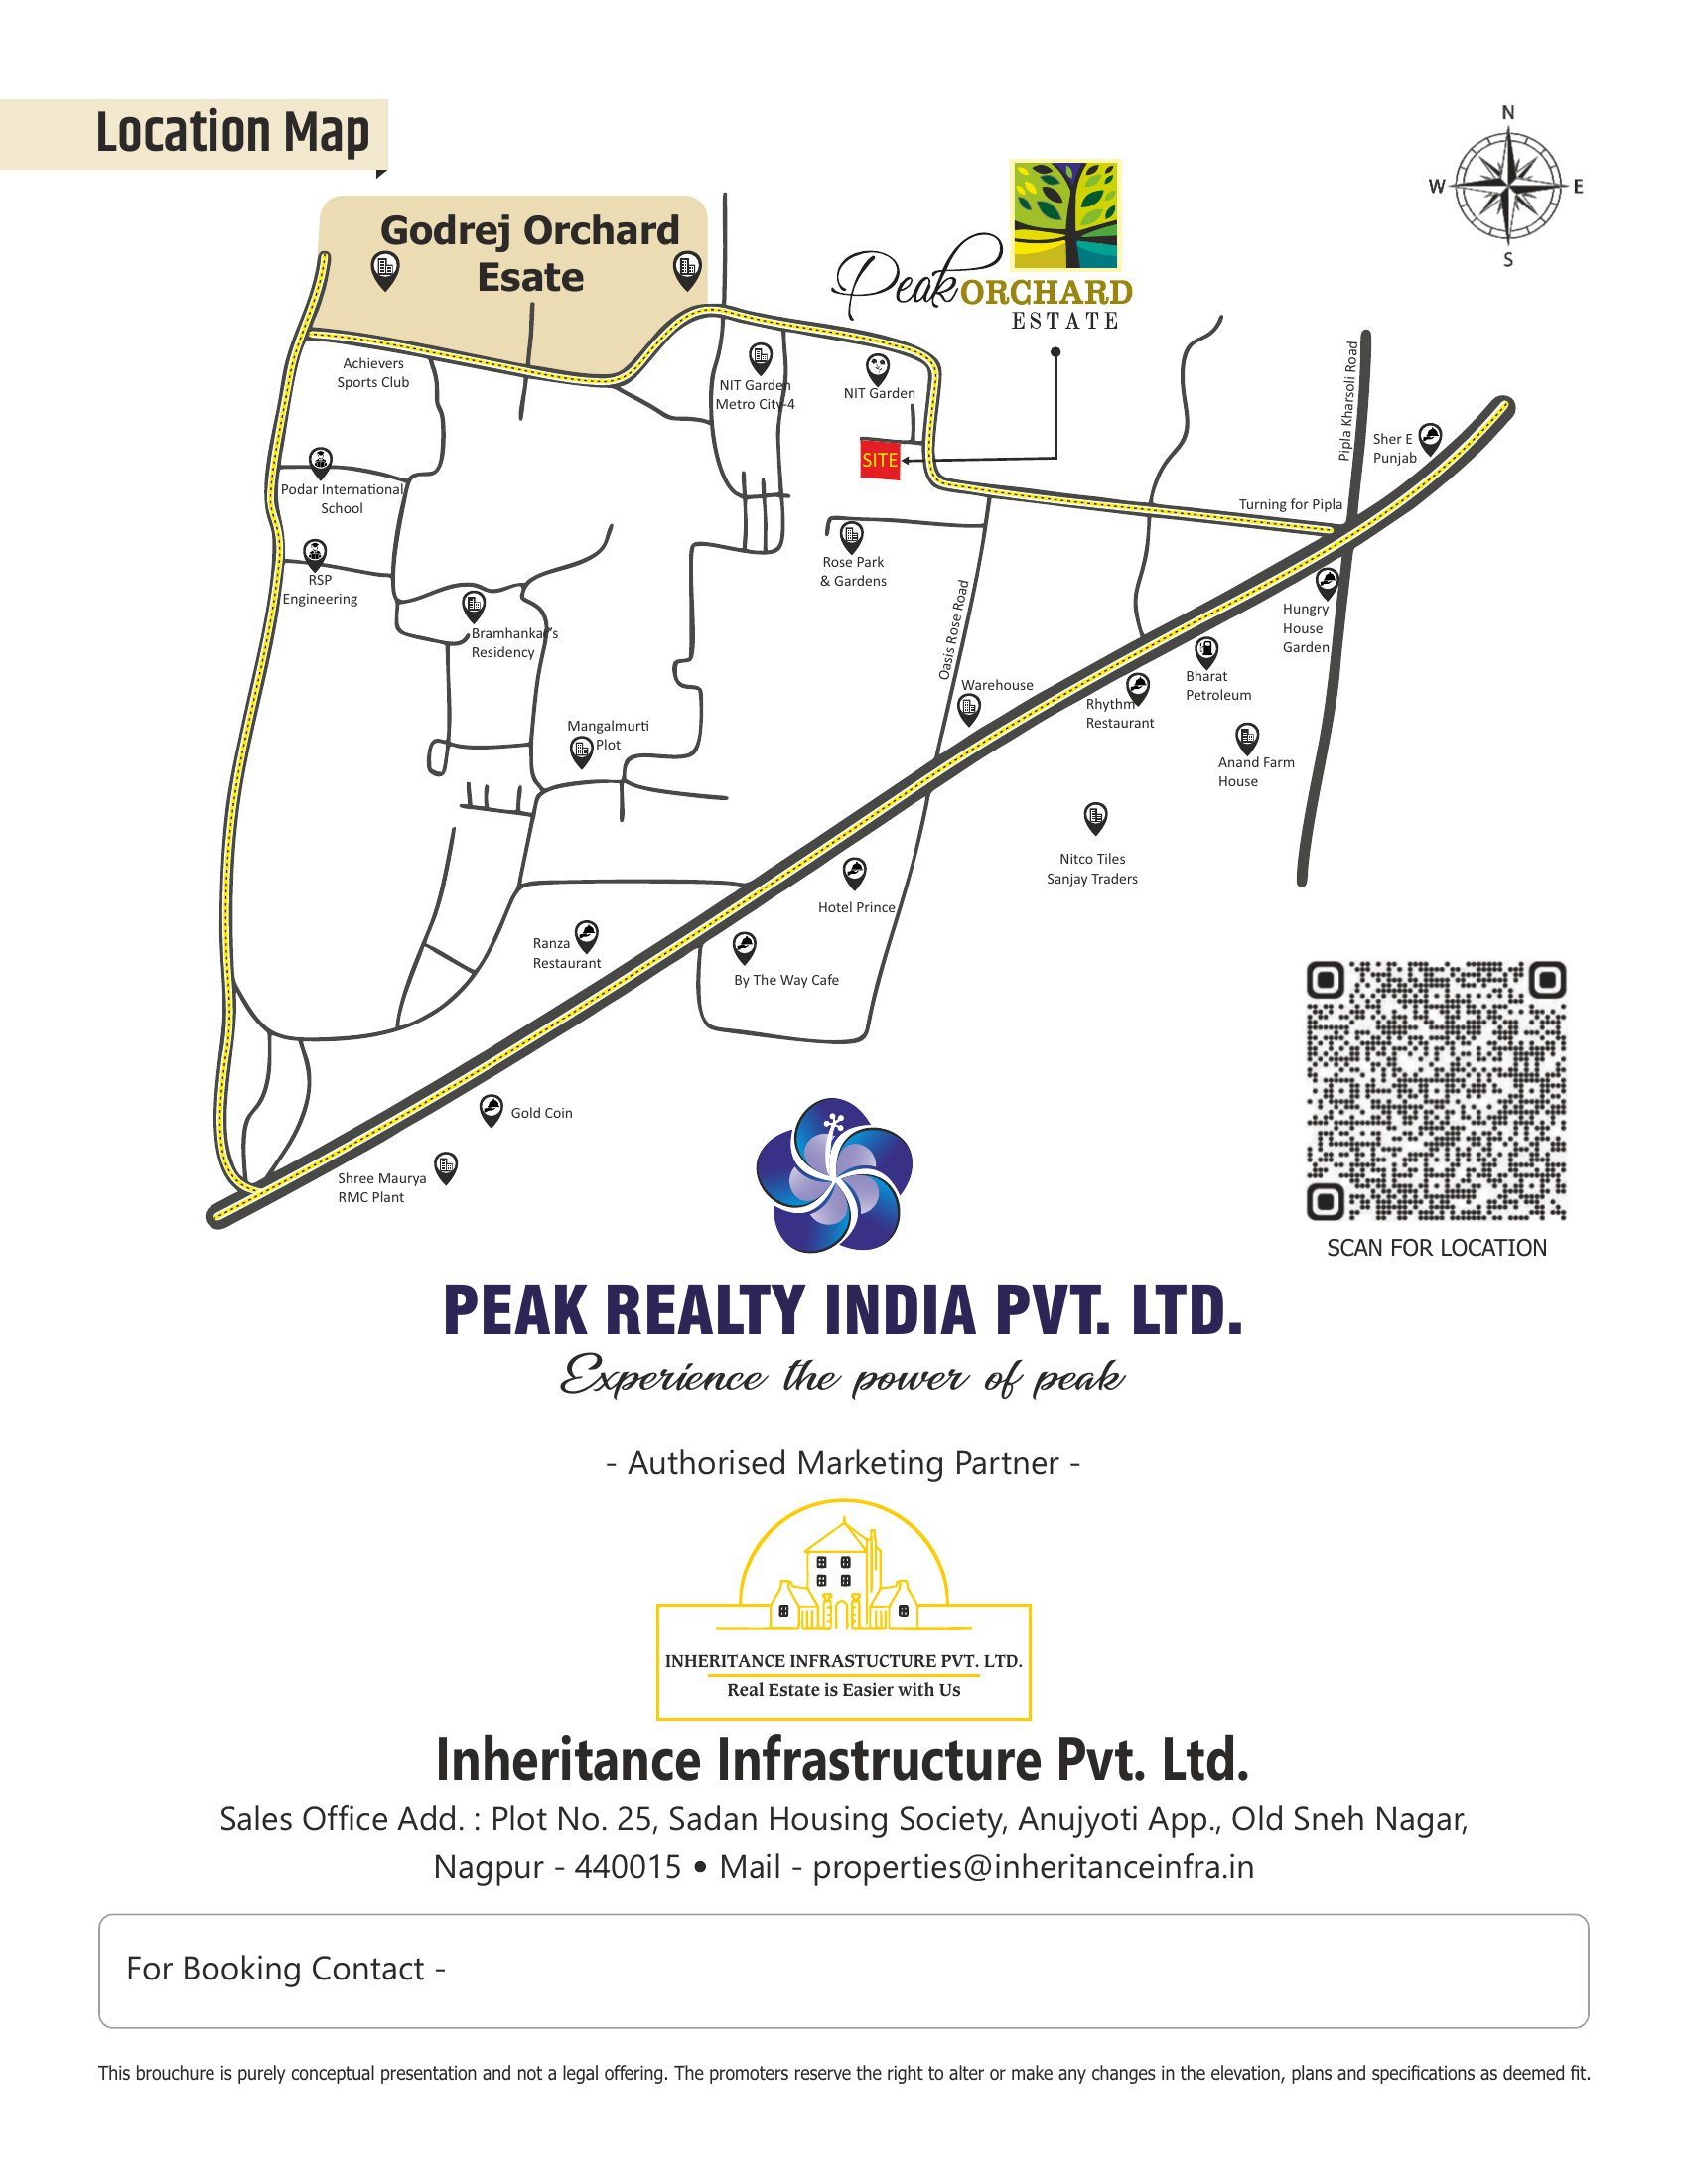 Location Map
N
W
E
S
Godrej Orchard
Esate
Peak ORCHARD
ESTATE
Achievers
Sports Club
NIT Garden
Metro City-4
NIT Garden
SITE
Pipla Kharsoli Road
Sher E
Punjab
Turning for Pipla
Podar International
School
RSP
Engineering
Rose Park
& Gardens
Oasis Rose Road
Hungry
House
Garden
Bramhankar's
Residency
Bharat
Petroleum
Warehouse
Rhythm
Restaurant
Mangalmurti
Plot
Anand Farm
House
Nitco Tiles
Sanjay Traders
Hotel Prince
Ranza
Restaurant
By The Way Cafe
Gold Coin
Shree Maurya
RMC Plant
SCAN FOR LOCATION
PEAK REALTY INDIA PVT. LTD.
Experience the power of peak
- Authorised Marketing Partner -
INHERITANCE INFRASTUCTURE PVT. LTD.
Real Estate is Easier with Us
Inheritance Infrastructure Pvt. Ltd.
Sales Office Add. : Plot No. 25, Sadan Housing Society, Anujyoti App., Old Sneh Nagar,
Nagpur - 440015 • Mail - properties@inheritanceinfra.in
For Booking Contact -
This brouchure is purely conceptual presentation and not a legal offering. The promoters reserve the right to alter or make any changes in the elevation, plans and specifications as deemed fit.